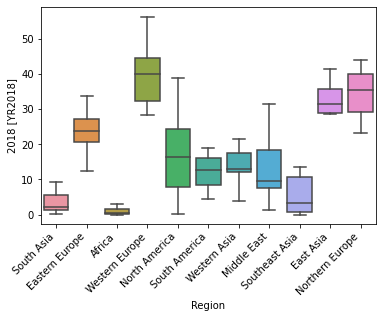 2018 [YR2018]
50
40
30
20
10
0
South Asia
Eastern Europe
Africa
Western Europe
North America
South America
Western Asia
Middle East
Southeast Asia
East Asia
Northern Europe
Region